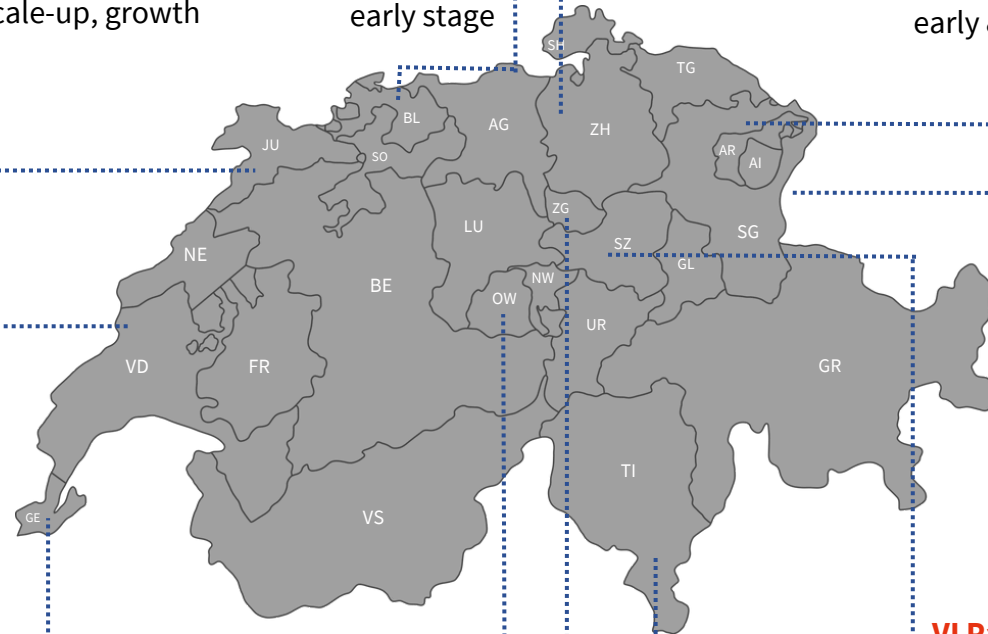 cale-up, growth
early stage
early
SH
TG
BL
AG
ZH
JU
SO
AR
AI
ZG
LU
SZ
SG
NE
GL
NW
BE
OW
UR
VD
FR
GR
TI
VS
GE